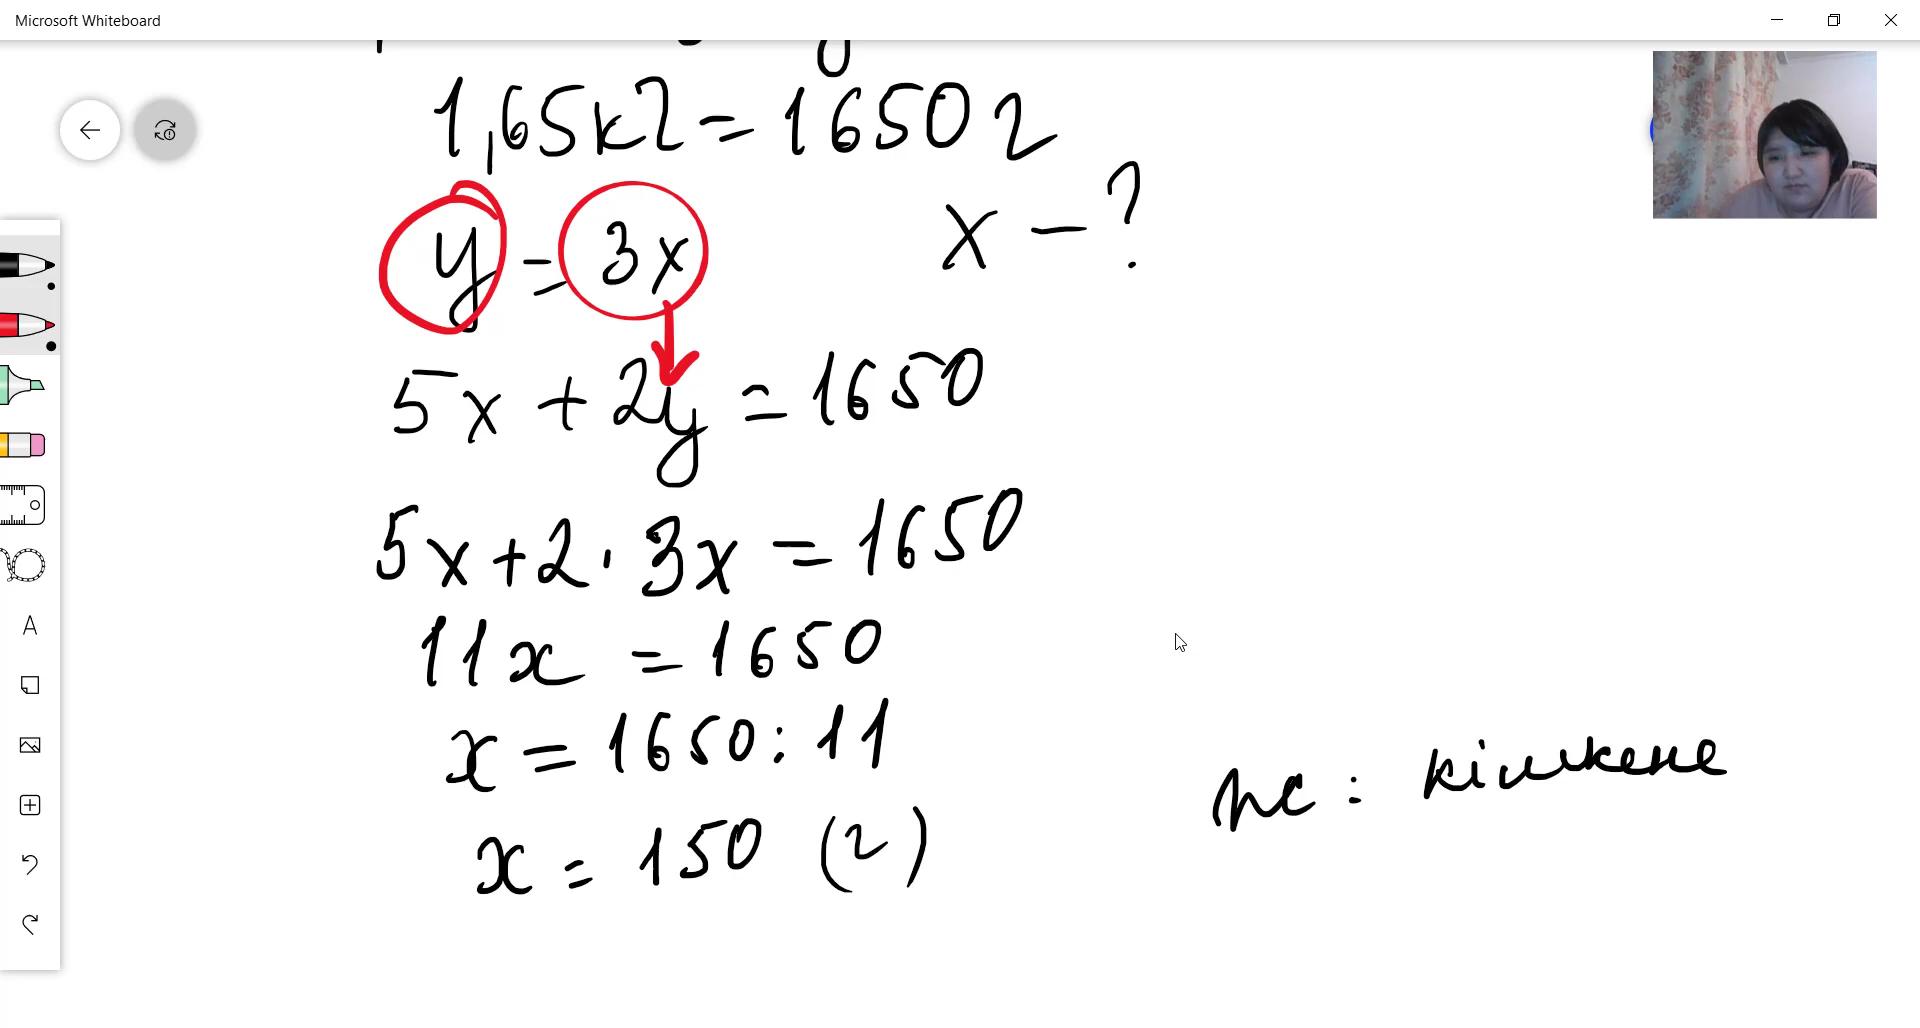 Microsoft Whiteboard
1,65кг = 1650 г
y = 3x
x - ?
5x + 2y = 1650
5x + 2 · 3x = 1650
11x = 1650
x = 1650 : 11
x = 150 (г)
кішкене
A